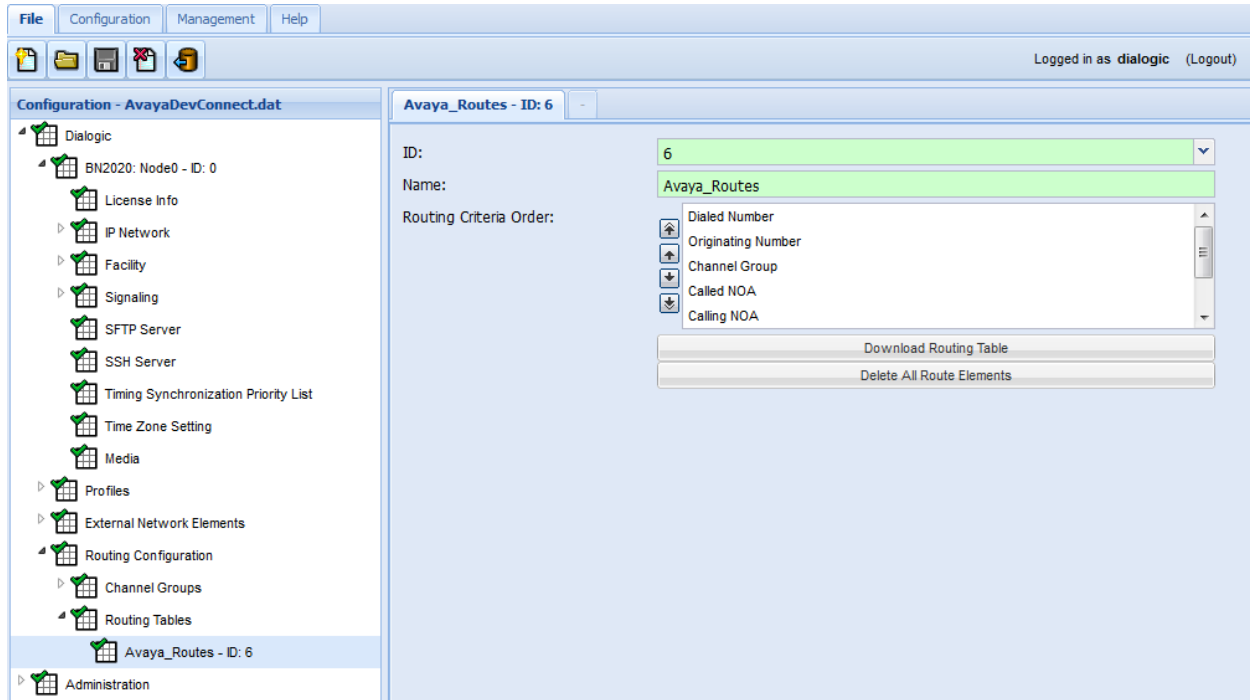 File Configuration Management Help
Logged in as dialogic (Logout)
Configuration - AvayaDevConnect.dat
Dialogic
BN2020: Node0 - ID: 0
License Info
IP Network
Facility
Signaling
SFTP Server
SSH Server
Timing Synchronization Priority List
Time Zone Setting
Media
Profiles
External Network Elements
Routing Configuration
Channel Groups
Routing Tables
Avaya_Routes - ID: 6
Administration
Avaya_Routes - ID: 6 -
ID: 6
Name: Avaya_Routes
Routing Criteria Order:
Dialed Number
Originating Number
Channel Group
Called NOA
Calling NOA
Download Routing Table
Delete All Route Elements